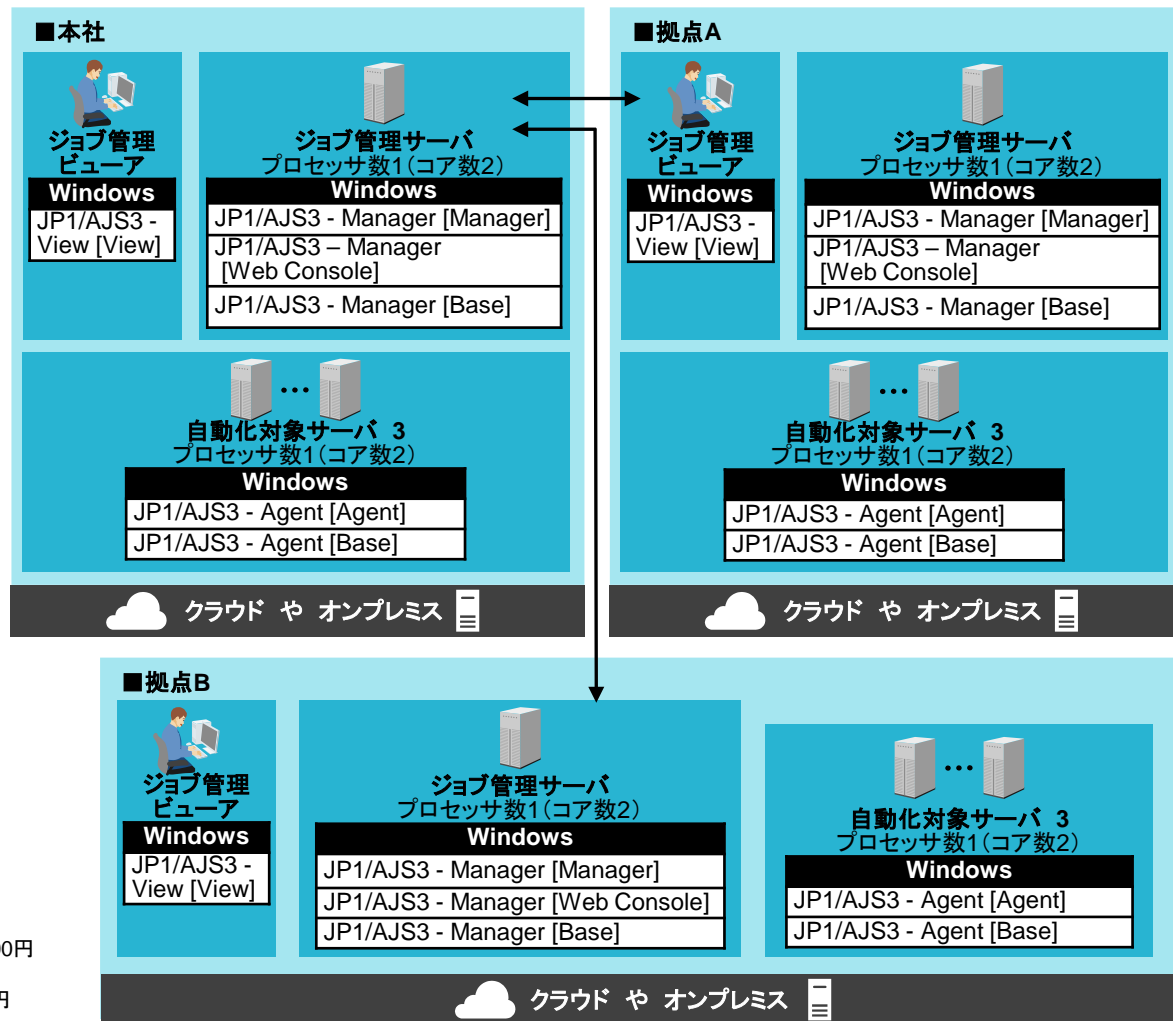 ■本社
ジョブ管理
ビューア
Windows
JP1/AJS3 -
View [View]
ジョブ管理サーバ
プロセッサ数1(コア数2)
Windows
JP1/AJS3 - Manager [Manager]
JP1/AJS3 – Manager
[Web Console]
JP1/AJS3 - Manager [Base]
…
自動化対象サーバ 3
プロセッサ数1(コア数2)
Windows
JP1/AJS3 - Agent [Agent]
JP1/AJS3 - Agent [Base]
クラウド や オンプレミス
■拠点A
ジョブ管理
ビューア
Windows
JP1/AJS3 -
View [View]
ジョブ管理サーバ
プロセッサ数1(コア数2)
Windows
JP1/AJS3 - Manager [Manager]
JP1/AJS3 – Manager
[Web Console]
JP1/AJS3 - Manager [Base]
…
自動化対象サーバ 3
プロセッサ数1(コア数2)
Windows
JP1/AJS3 - Agent [Agent]
JP1/AJS3 - Agent [Base]
クラウド や オンプレミス
■拠点B
ジョブ管理
ビューア
Windows
JP1/AJS3 -
View [View]
ジョブ管理サーバ
プロセッサ数1(コア数2)
Windows
JP1/AJS3 - Manager [Manager]
JP1/AJS3 - Manager [Web Console]
JP1/AJS3 - Manager [Base]
…
自動化対象サーバ 3
プロセッサ数1(コア数2)
Windows
JP1/AJS3 - Agent [Agent]
JP1/AJS3 - Agent [Base]
クラウド や オンプレミス
0円
円